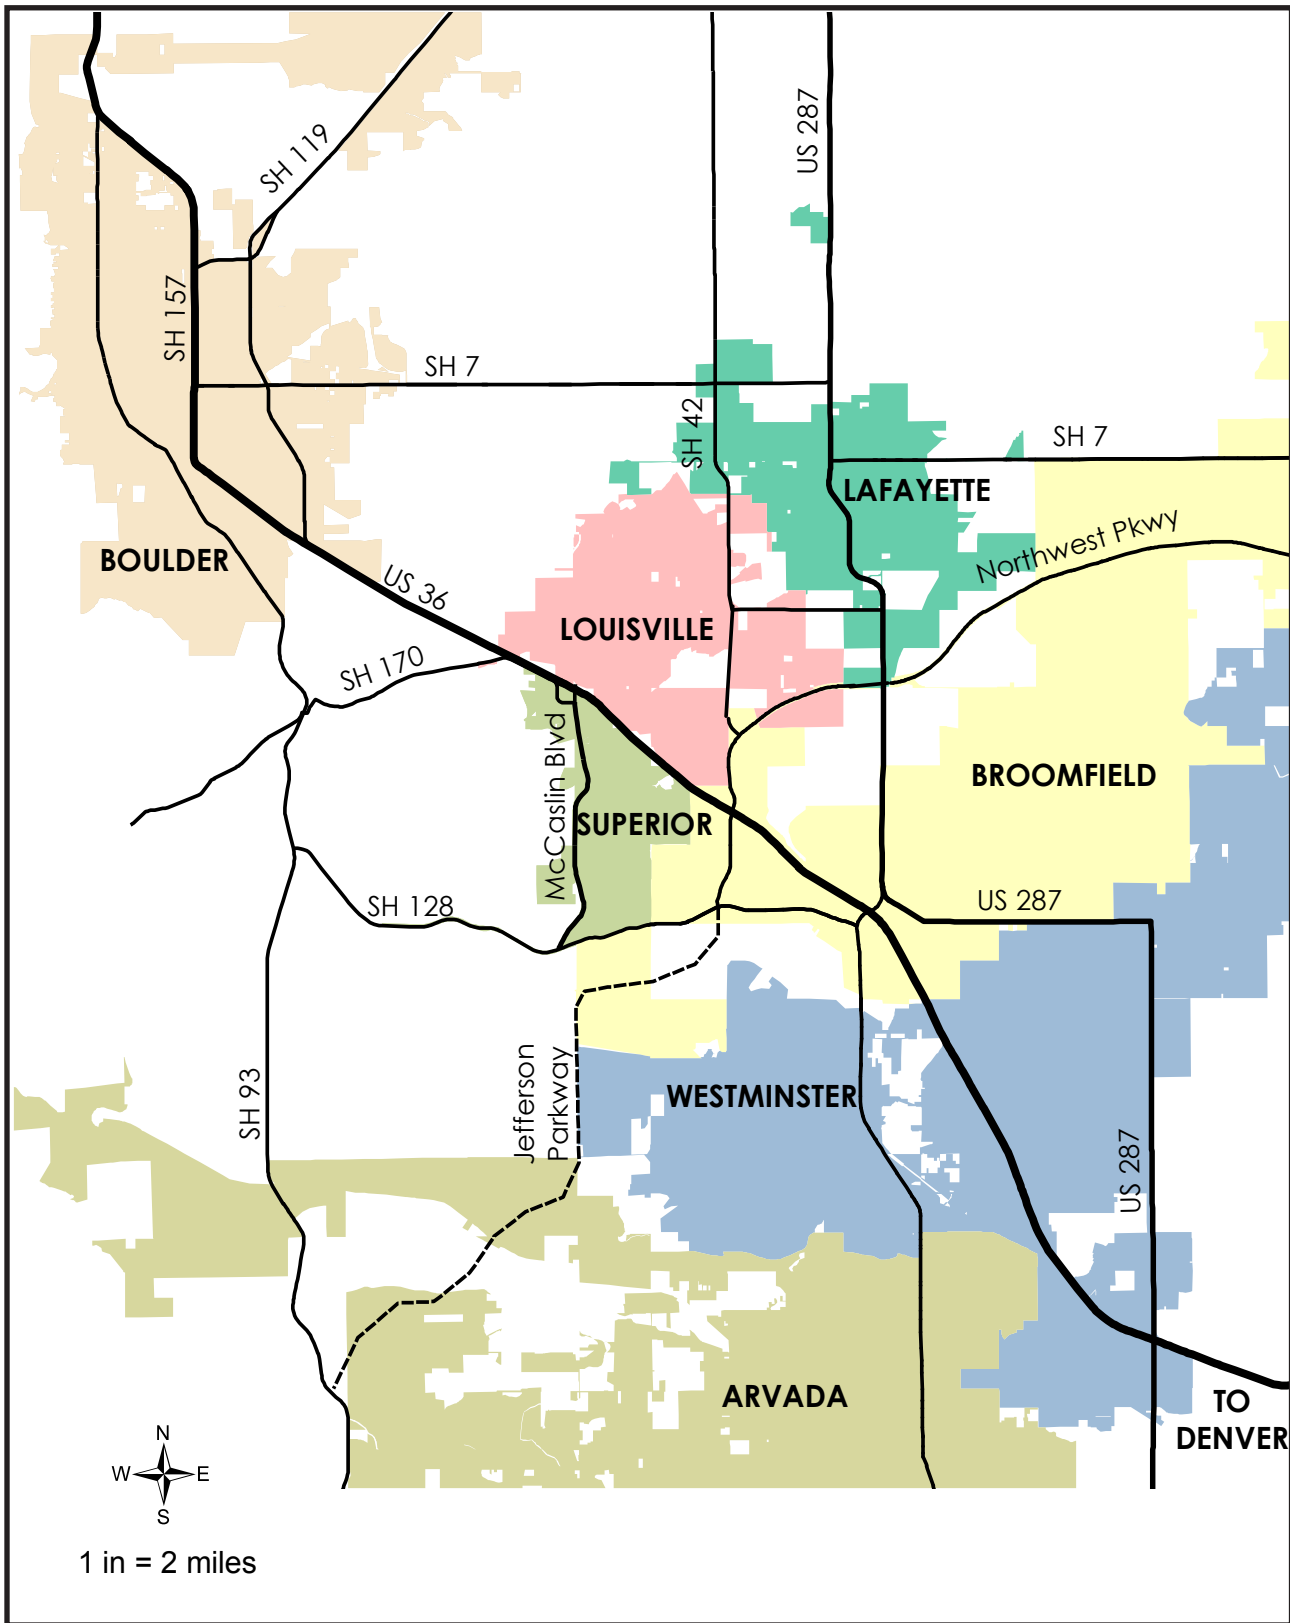 US 287
SH 119
SH 157
SH 7
SH 42
SH 7
LAFAYETTE
Northwest Pkwy
BOULDER
US 36
LOUISVILLE
SH 170
McCaslin Blvd
BROOMFIELD
SUPERIOR
SH 128
US 287
Jefferson
Parkway
WESTMINSTER
SH 93
US 287
ARVADA
TO
DENVER
N
W E
S
1 in = 2 miles